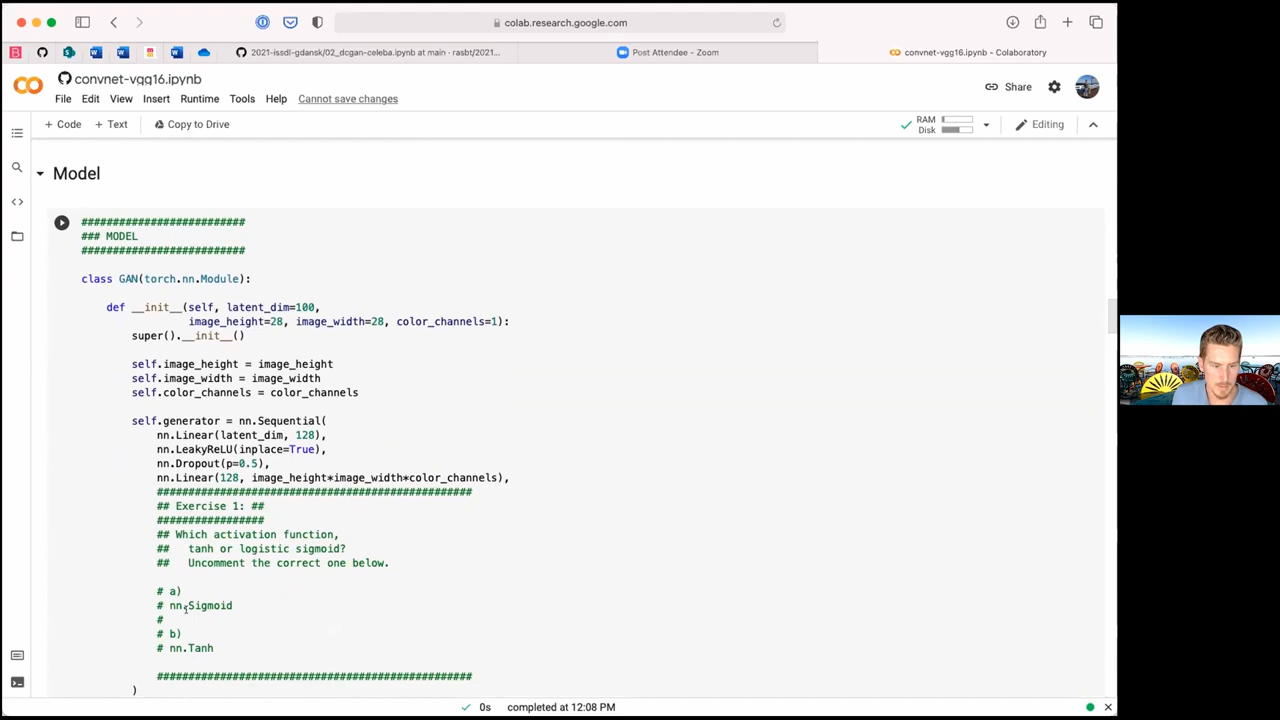 colab.research.google.com
2021-issdl-gdansk/02_dcgan-celeba.ipynb at main · rasbt/2021...
Post Attendee - Zoom
convnet-vgg16.ipynb - Colaboratory
convnet-vgg16.ipynb
File Edit View Insert Runtime Tools Help Cannot save changes
Share
+ Code + Text Copy to Drive
RAM
Disk
Editing
Model
##########################
### MODEL
##########################
class GAN(torch.nn.Module):
def __init__(self, latent_dim=100,
image_height=28, image_width=28, color_channels=1):
super().__init__()
self.image_height = image_height
self.image_width = image_width
self.color_channels = color_channels
self.generator = nn.Sequential(
nn.Linear(latent_dim, 128),
nn.LeakyReLU(inplace=True),
nn.Dropout(p=0.5),
nn.Linear(128, image_height*image_width*color_channels),
##################################################
## Exercise 1: ##
#################
## Which activation function,
## tanh or logistic sigmoid?
## Uncomment the correct one below.
# a)
# nn.Sigmoid
#
# b)
# nn.Tanh
##################################################
)
0s completed at 12:08 PM